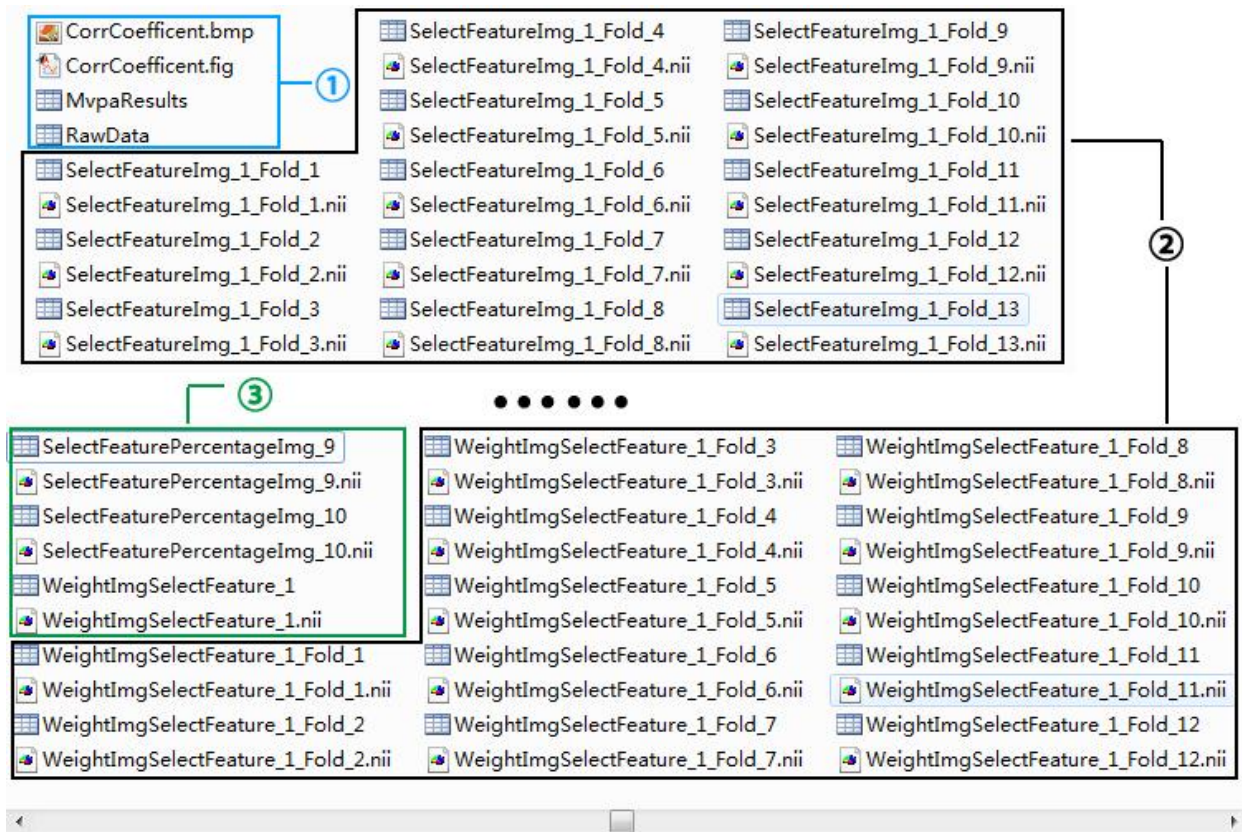 CorrCoefficent.bmp
CorrCoefficent.fig
MvpaResults
RawData
①
SelectFeatureImg_1_Fold_1
SelectFeatureImg_1_Fold_1.nii
SelectFeatureImg_1_Fold_2
SelectFeatureImg_1_Fold_2.nii
SelectFeatureImg_1_Fold_3
SelectFeatureImg_1_Fold_3.nii
SelectFeatureImg_1_Fold_4
SelectFeatureImg_1_Fold_4.nii
SelectFeatureImg_1_Fold_5
SelectFeatureImg_1_Fold_5.nii
SelectFeatureImg_1_Fold_6
SelectFeatureImg_1_Fold_6.nii
SelectFeatureImg_1_Fold_7
SelectFeatureImg_1_Fold_7.nii
SelectFeatureImg_1_Fold_8
SelectFeatureImg_1_Fold_8.nii
SelectFeatureImg_1_Fold_9
SelectFeatureImg_1_Fold_9.nii
SelectFeatureImg_1_Fold_10
SelectFeatureImg_1_Fold_10.nii
SelectFeatureImg_1_Fold_11
SelectFeatureImg_1_Fold_11.nii
SelectFeatureImg_1_Fold_12
SelectFeatureImg_1_Fold_12.nii
SelectFeatureImg_1_Fold_13
SelectFeatureImg_1_Fold_13.nii
②
③
••••••
SelectFeaturePercentageImg_9
SelectFeaturePercentageImg_9.nii
SelectFeaturePercentageImg_10
SelectFeaturePercentageImg_10.nii
WeightImgSelectFeature_1
WeightImgSelectFeature_1.nii
WeightImgSelectFeature_1_Fold_1
WeightImgSelectFeature_1_Fold_1.nii
WeightImgSelectFeature_1_Fold_2
WeightImgSelectFeature_1_Fold_2.nii
WeightImgSelectFeature_1_Fold_3
WeightImgSelectFeature_1_Fold_3.nii
WeightImgSelectFeature_1_Fold_4
WeightImgSelectFeature_1_Fold_4.nii
WeightImgSelectFeature_1_Fold_5
WeightImgSelectFeature_1_Fold_5.nii
WeightImgSelectFeature_1_Fold_6
WeightImgSelectFeature_1_Fold_6.nii
WeightImgSelectFeature_1_Fold_7
WeightImgSelectFeature_1_Fold_7.nii
WeightImgSelectFeature_1_Fold_8
WeightImgSelectFeature_1_Fold_8.nii
WeightImgSelectFeature_1_Fold_9
WeightImgSelectFeature_1_Fold_9.nii
WeightImgSelectFeature_1_Fold_10
WeightImgSelectFeature_1_Fold_10.nii
WeightImgSelectFeature_1_Fold_11
WeightImgSelectFeature_1_Fold_11.nii
WeightImgSelectFeature_1_Fold_12
WeightImgSelectFeature_1_Fold_12.nii